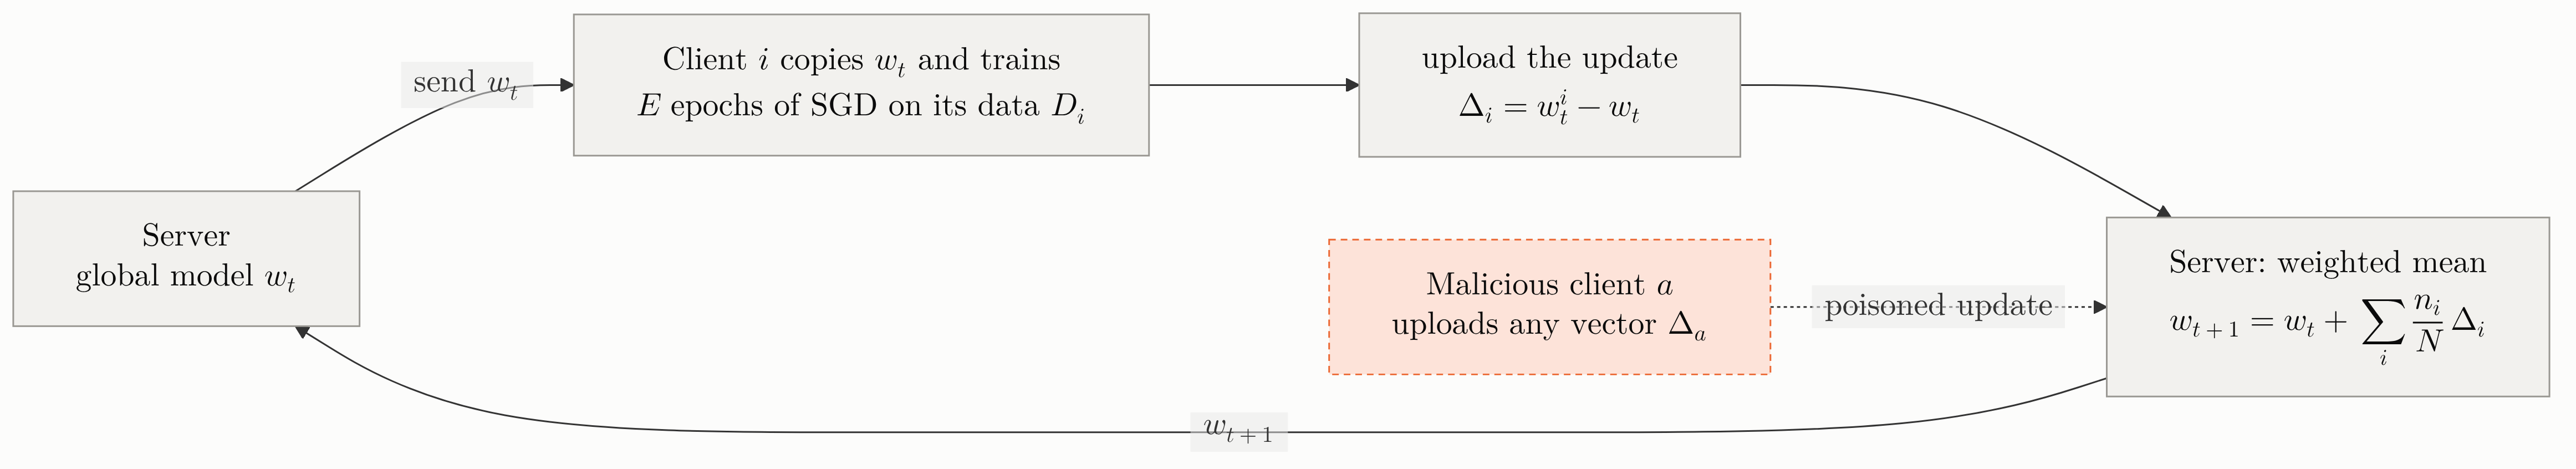 send $w_t$
Client $i$ copies $w_t$ and trains
$E$ epochs of SGD on its data $D_i$
upload the update
$\Delta_i = w_t^i - w_t$
Server
global model $w_t$
Malicious client $a$
uploads any vector $\Delta_a$
poisoned update
Server: weighted mean
$w_{t+1} = w_t + \sum_i \frac{n_i}{N} \Delta_i$
$w_{t+1}$